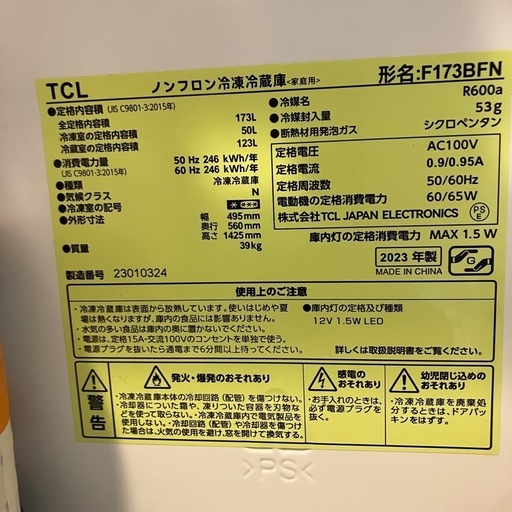 TCL ノンフロン冷凍冷蔵庫<家庭用> 形名:F173BFN
●定格内容積 (JIS C9801-3:2015年)
全定格内容積 173L
冷凍室の定格内容積 50L
冷蔵室の定格内容積 123L
●消費電力量 50 Hz 246 kWh/年
(JIS C9801-3:2015年) 60 Hz 246 kWh/年
●種類 冷凍冷蔵庫
●気候クラス N
●冷凍室の記号
●外形寸法 幅 495mm
奥行 560mm
高さ 1425mm
●質量 39kg
製造番号 23010324
●冷媒名 R600a
●冷媒封入量 53g
●断熱材用発泡ガス シクロペンタン
定格電圧 AC100V
定格電流 0.9/0.95A
定格周波数 50/60Hz
電動機の定格消費電力 60/65W
株式会社TCL JAPAN ELECTRONICS
PSE
庫内灯の定格消費電力 MAX 1.5 W
2023 年製
MADE IN CHINA
G
使用上のご注意
・冷凍冷蔵庫は表面から放熱しています。使いはじめや夏
場は熱くなりますが、庫内の食品には影響ありません。
・水気の多い食品は庫内の奥に置かないでください。
・電源は、定格15A・交流100Vのコンセントを単独で使う。
・電源プラグを抜いたら通電まで6分間以上待ってください。
●庫内灯の定格及び種類
12V 1.5W LED
詳しくは取扱説明書をご覧ください。
警告
発火・爆発のおそれあり
・冷凍冷蔵庫本体の冷却回路(配管)を傷つけない。
・冷却器についた霜や、凍りついた容器を刃物な
どを使って取らない。・冷凍冷蔵庫内で電気製品を
使用しない。・冷却回路(配管)や冷却器を傷つけ
た場合は、火気の使用を避け、窓を開けて換気する。
感電の
おそれあり
・お手入れのときは、
必ず電源プラグを抜
く。
幼児閉じ込めの
おそれあり
・冷凍冷蔵庫を廃棄処
分するときは、ドアパッ
キンをはずす。
>PS<